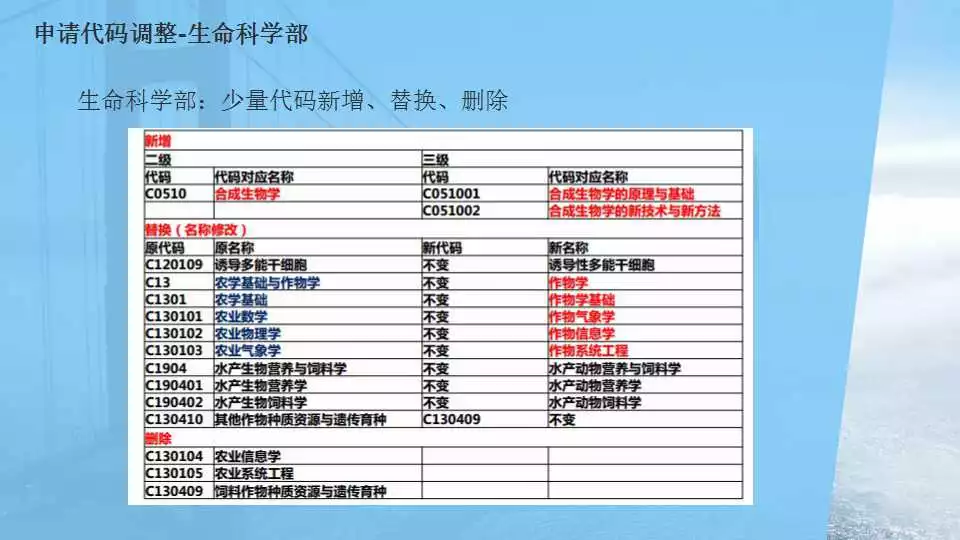 申请代码调整-生命科学部
生命科学部：少量代码新增、替换、删除
新增
二级 三级
代码 代码对应名称 代码 代码对应名称
C0510 合成生物学 C051001 合成生物学的原理与基础
C051002 合成生物学的新技术与新方法
替换（名称修改）
原代码 原名称 新代码 新名称
C120109 诱导多能干细胞 不变 诱导性多能干细胞
C13 农学基础与作物学 不变 作物学
C1301 农学基础 不变 作物学基础
C130101 农业数学 不变 作物气象学
C130102 农业物理学 不变 作物信息学
C130103 农业气象学 不变 作物系统工程
C1904 水产生物营养与饲料学 不变 水产动物营养与饲料学
C190401 水产生物营养学 不变 水产动物营养学
C190402 水产生物饲料学 不变 水产动物饲料学
C130410 其他作物种质资源与遗传育种 C130409 不变
删除
C130104 农业信息学
C130105 农业系统工程
C130409 饲料作物种质资源与遗传育种